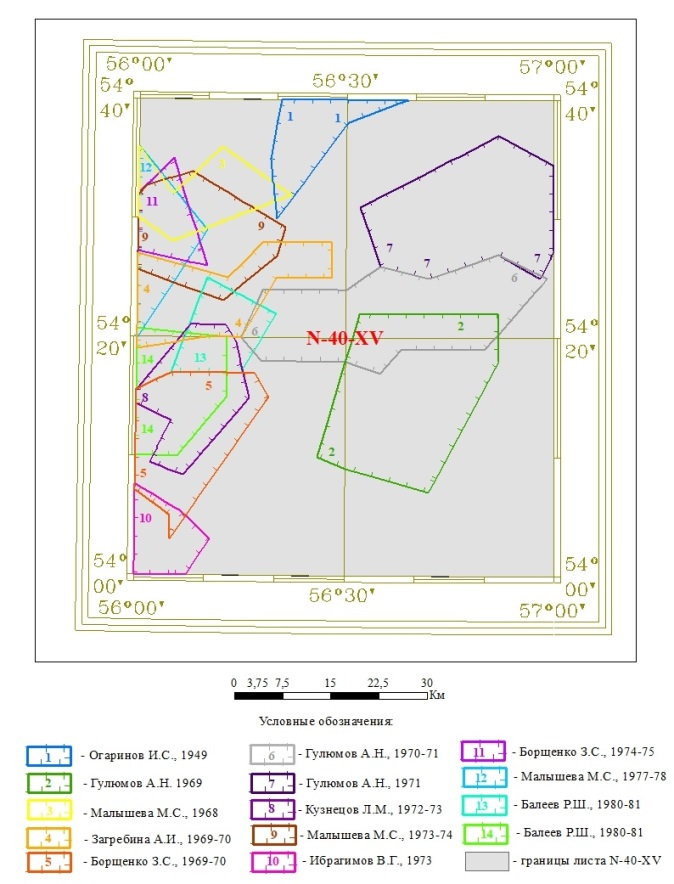 56°00' 57°00'
54° 56°30' 54°
40' 40'
1 1
12 3
11
9 9
7 7 7
4 6
54° 4 6 2 54°
20' N-40-XV 20'
14 13
5
8
14
2
5
10
54° 54°
00' 56°30' 00'
56°00' 57°00'
0 3,75 7,5 15 22,5 30
Км
Условные обозначения:
1 - Огаринов И.С., 1949
2 - Гулюмов А.Н. 1969
3 - Малышева М.С., 1968
4 - Загребина А.И., 1969-70
5 - Борщенко З.С., 1969-70
6 - Гулюмов А.Н., 1970-71
7 - Гулюмов А.Н., 1971
8 - Кузнецов Л.М., 1972-73
9 - Малышева М.С., 1973-74
10 - Ибрагимов В.Г., 1973
11 - Борщенко З.С., 1974-75
12 - Малышева М.С., 1977-78
13 - Балеев Р.Ш., 1980-81
14 - Балеев Р.Ш., 1980-81
- границы листа N-40-XV